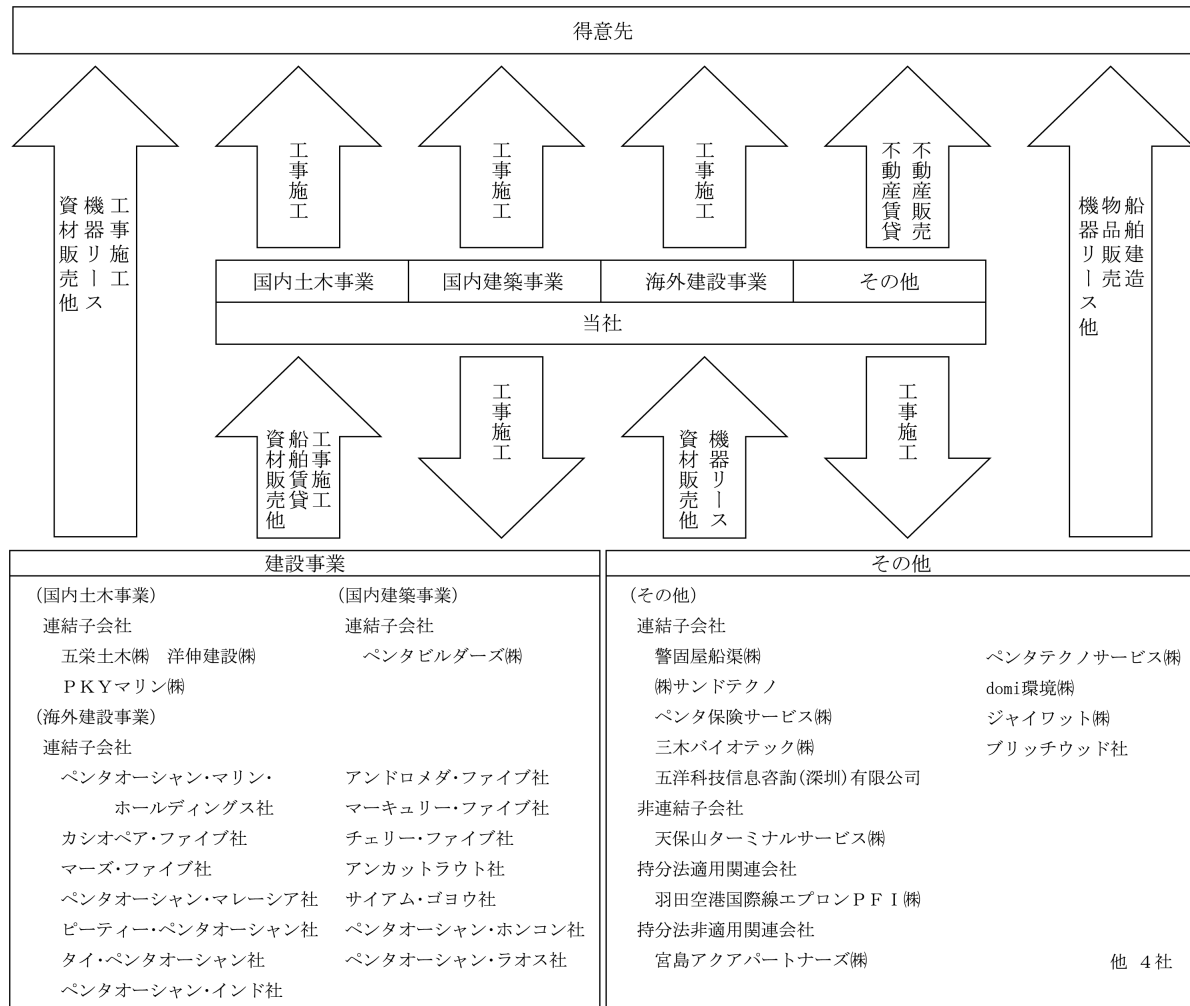 得意先
工事施工
機器リース
資材販売他
工事施工
工事施工
工事施工
不動産販売
不動産賃貸
船舶建造
物品販売
機器リース他
国内土木事業
国内建築事業
海外建設事業
その他
当社
工事施工
船舶賃貸
資材販売他
工事施工
機器リース
資材販売他
工事施工
建設事業
(国内土木事業)
連結子会社
五栄土木㈱　洋伸建設㈱
ＰＫＹマリン㈱
(国内建築事業)
連結子会社
ペンタビルダーズ㈱
(海外建設事業)
連結子会社
ペンタオーシャン・マリン・
ホールディングス社
カシオペア・ファイブ社
マーズ・ファイブ社
ペンタオーシャン・マレーシア社
ピーティー・ペンタオーシャン社
タイ・ペンタオーシャン社
ペンタオーシャン・インド社
アンドロメダ・ファイブ社
マーキュリー・ファイブ社
チェリー・ファイブ社
アンカットラウト社
サイアム・ゴヨウ社
ペンタオーシャン・ホンコン社
ペンタオーシャン・ラオス社
その他
(その他)
連結子会社
警固屋船渠㈱
㈱サンドテクノ
ペンタ保険サービス㈱
三木バイオテック㈱
五洋科技信息咨詢(深圳)有限公司
ペンタテクノサービス㈱
domi環境㈱
ジャイワット㈱
ブリッチウッド社
非連結子会社
天保山ターミナルサービス㈱
持分法適用関連会社
羽田空港国際線エプロンＰＦＩ㈱
持分法非適用関連会社
宮島アクアパートナーズ㈱
他 ４社